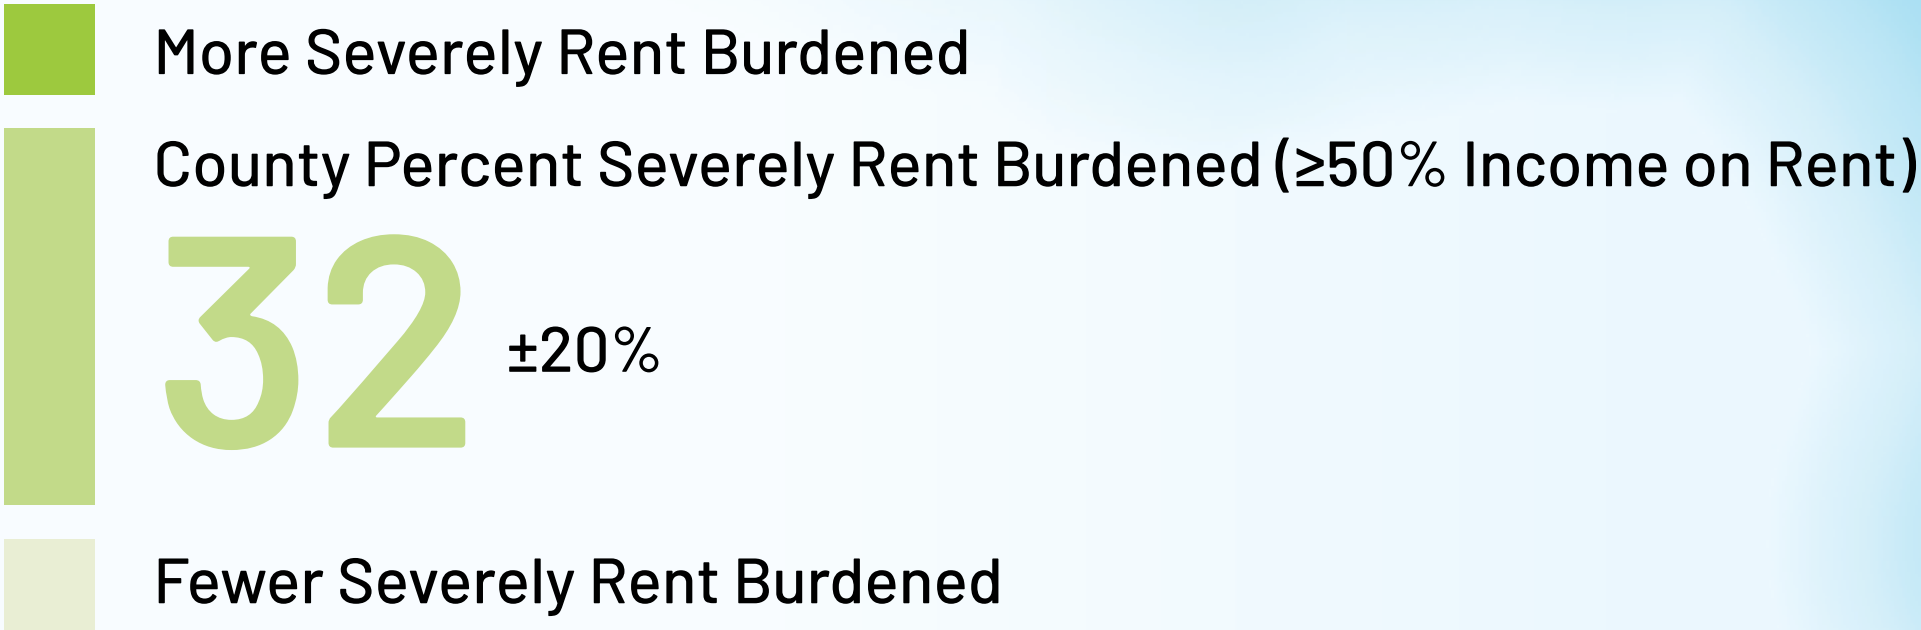 More Severely Rent Burdened
County Percent Severely Rent Burdened (≥50% Income on Rent)
32 ±20%
Fewer Severely Rent Burdened